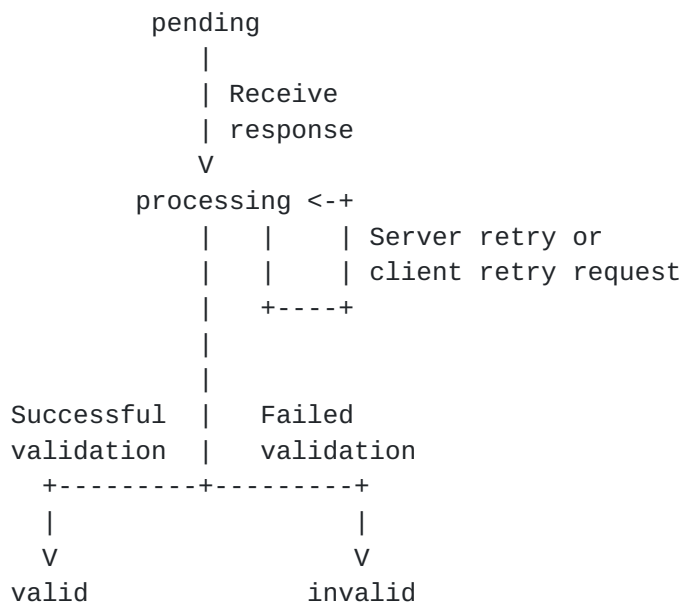 pending
|
| Receive
| response
V
processing <-+
| | | Server retry or
| | | client retry request
| +----+
|
|
Successful | Failed
validation | validation
+---------+---------+
| |
V V
valid invalid